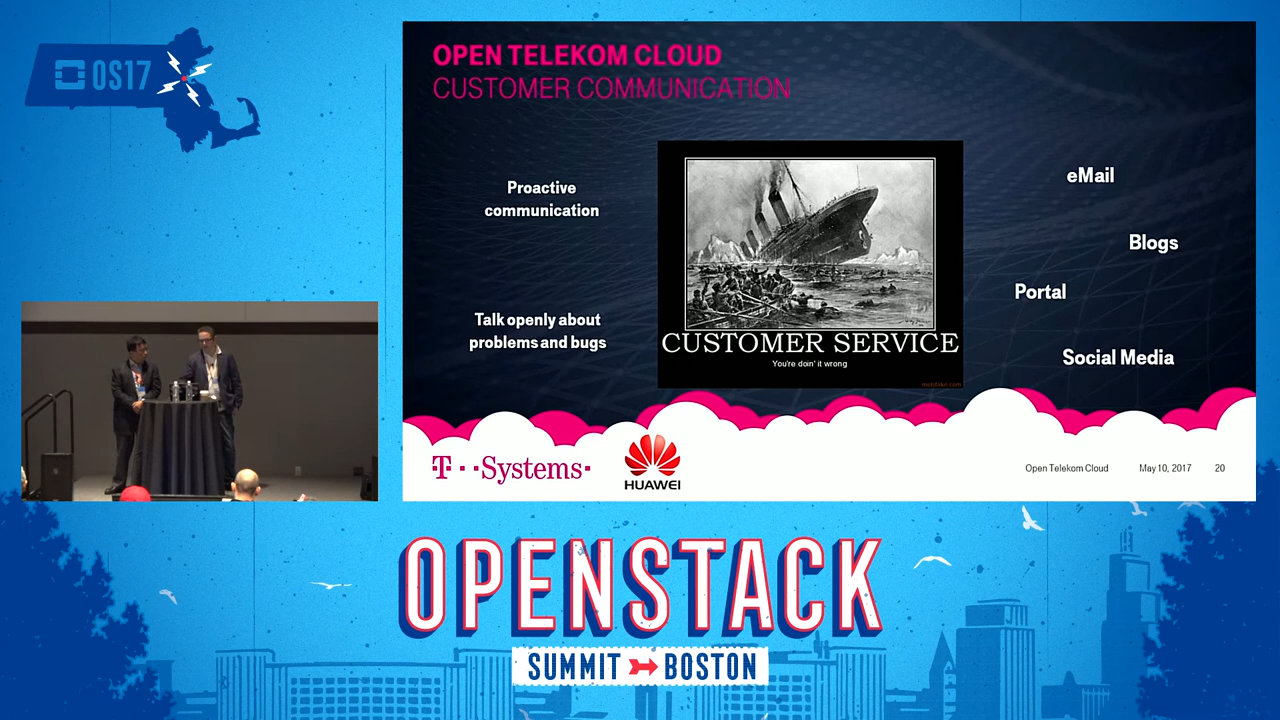 OS17
OPEN TELEKOM CLOUD
CUSTOMER COMMUNICATION
Proactive
communication
Talk openly about
problems and bugs
CUSTOMER SERVICE
You're doin' it wrong
eMail
Blogs
Portal
Social Media
T··Systems·
HUAWEI
Open Telekom Cloud
May 10, 2017
20
OPENSTACK
SUMMIT BOSTON